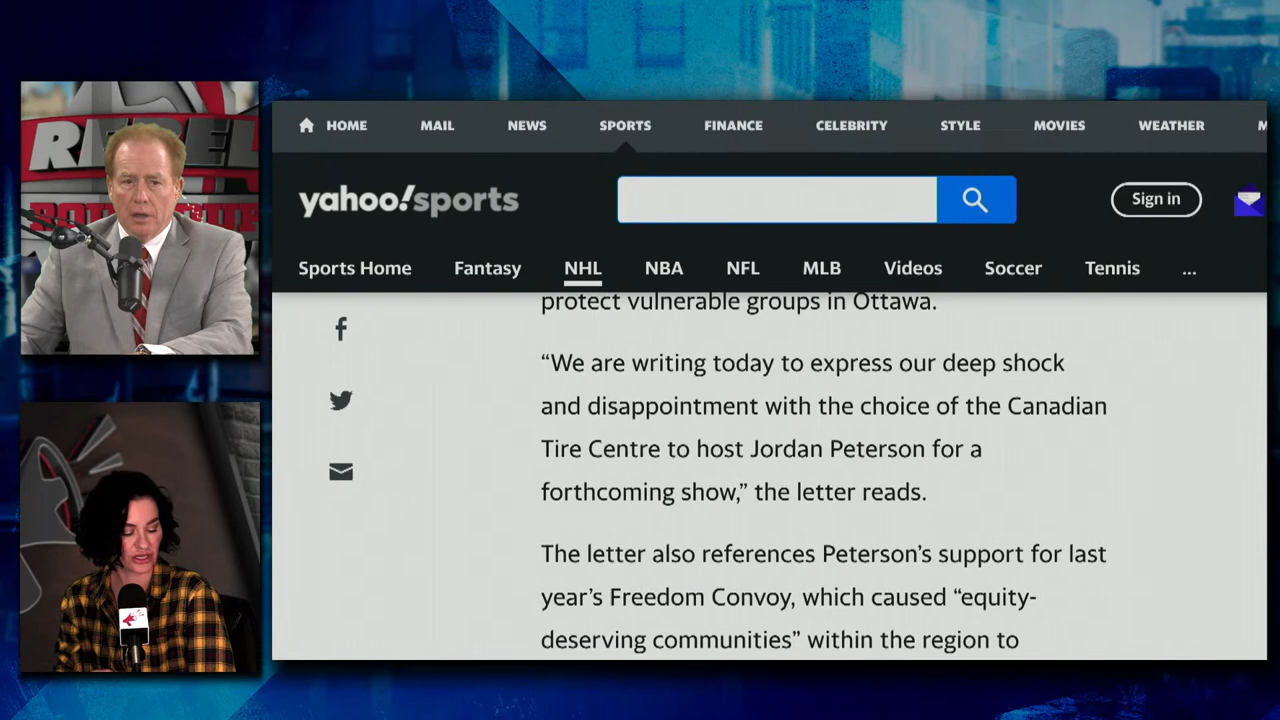 REBEL
HOME MAIL NEWS SPORTS FINANCE CELEBRITY STYLE MOVIES WEATHER M
yahoo!sports
Sign in
Sports Home Fantasy NHL NBA NFL MLB Videos Soccer Tennis ...
protect vulnerable groups in Ottawa.
“We are writing today to express our deep shock
and disappointment with the choice of the Canadian
Tire Centre to host Jordan Peterson for a
forthcoming show,” the letter reads.
The letter also references Peterson’s support for last
year’s Freedom Convoy, which caused “equity-
deserving communities” within the region to